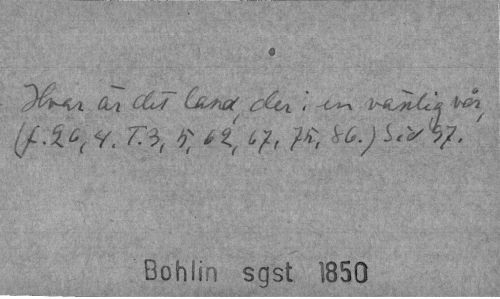 Hvar är det land, der i en vänlig vår,
(f. 26, 4. T. 3, 5, 62, 67, 75, 86.) Sid 97.
Bohlin sgst 1850